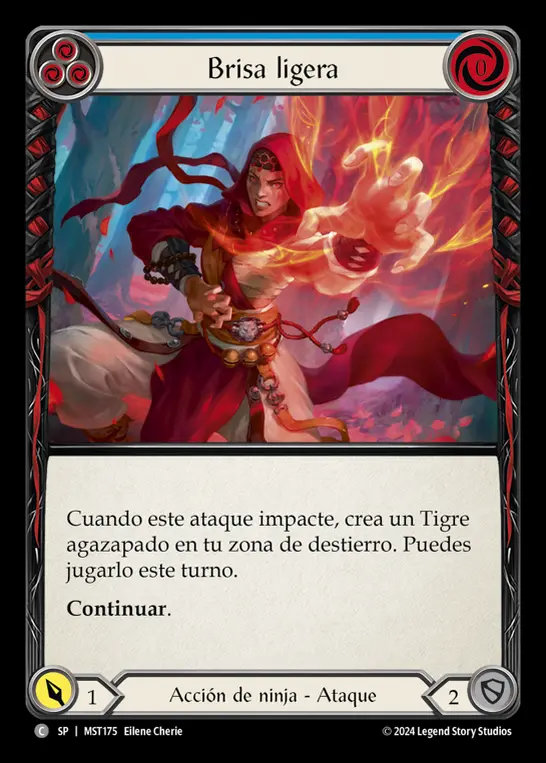 Brisa ligera
0
Cuando este ataque impacte, crea un Tigre
agazapado en tu zona de destierro. Puedes
jugarlo este turno.
Continuar.
1
Acción de ninja - Ataque
2
C SP | MST175 Eilene Cherie
© 2024 Legend Story Studios